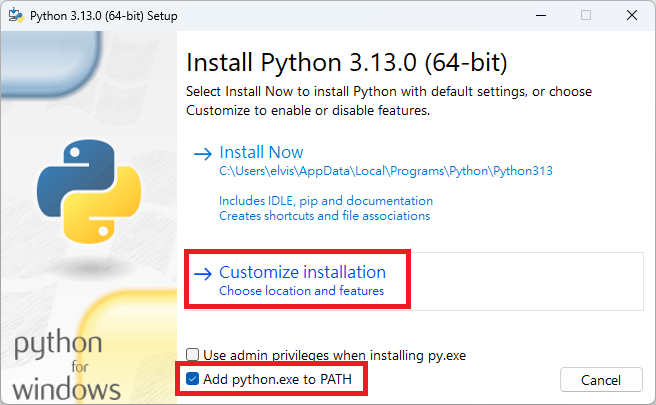 Python 3.13.0 (64-bit) Setup
Install Python 3.13.0 (64-bit)
Select Install Now to install Python with default settings, or choose
Customize to enable or disable features.
Install Now
C:\Users\elvis\AppData\Local\Programs\Python\Python313
Includes IDLE, pip and documentation
Creates shortcuts and file associations
Customize installation
Choose location and features
python
for
windows
Use admin privileges when installing py.exe
Add python.exe to PATH
Cancel